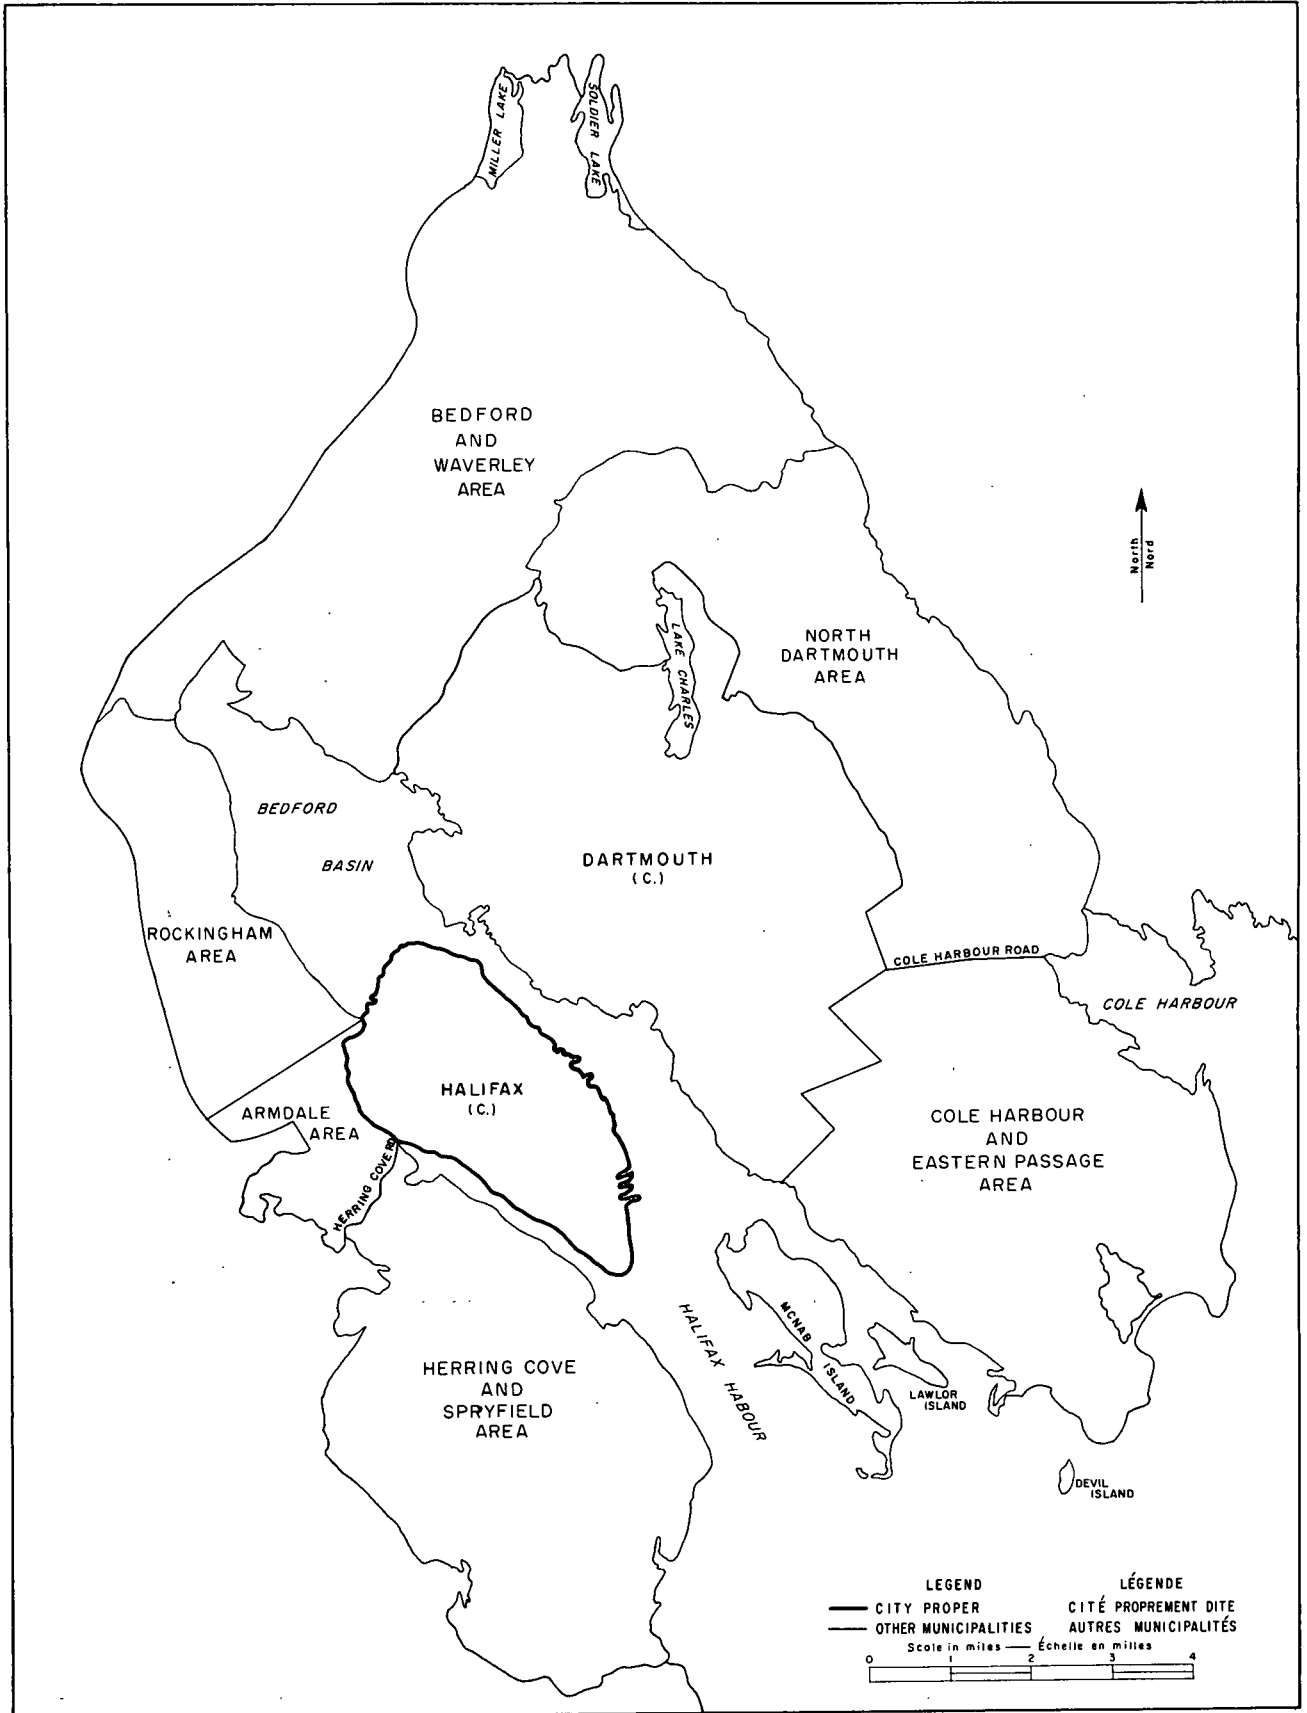 MILLER LAKE
SOLDIER LAKE
BEDFORD
AND
WAVERLEY
AREA
North
Nord
LAKE CHARLES
NORTH
DARTMOUTH
AREA
BEDFORD
BASIN
DARTMOUTH
(C.)
ROCKINGHAM
AREA
COLE HARBOUR ROAD
COLE HARBOUR
HALIFAX
(C.)
ARMDALE
AREA
HERRING COVE RD
COLE HARBOUR
AND
EASTERN PASSAGE
AREA
HALIFAX HABOUR
MCNAB
ISLAND
LAWLOR
ISLAND
HERRING COVE
AND
SPRYFIELD
AREA
DEVIL
ISLAND
LEGEND
CITY PROPER
OTHER MUNICIPALITIES
LÉGENDE
CITÉ PROPREMENT DITE
AUTRES MUNICIPALITÉS
Scale in miles — Échelle en milles
0 1 2 3 4